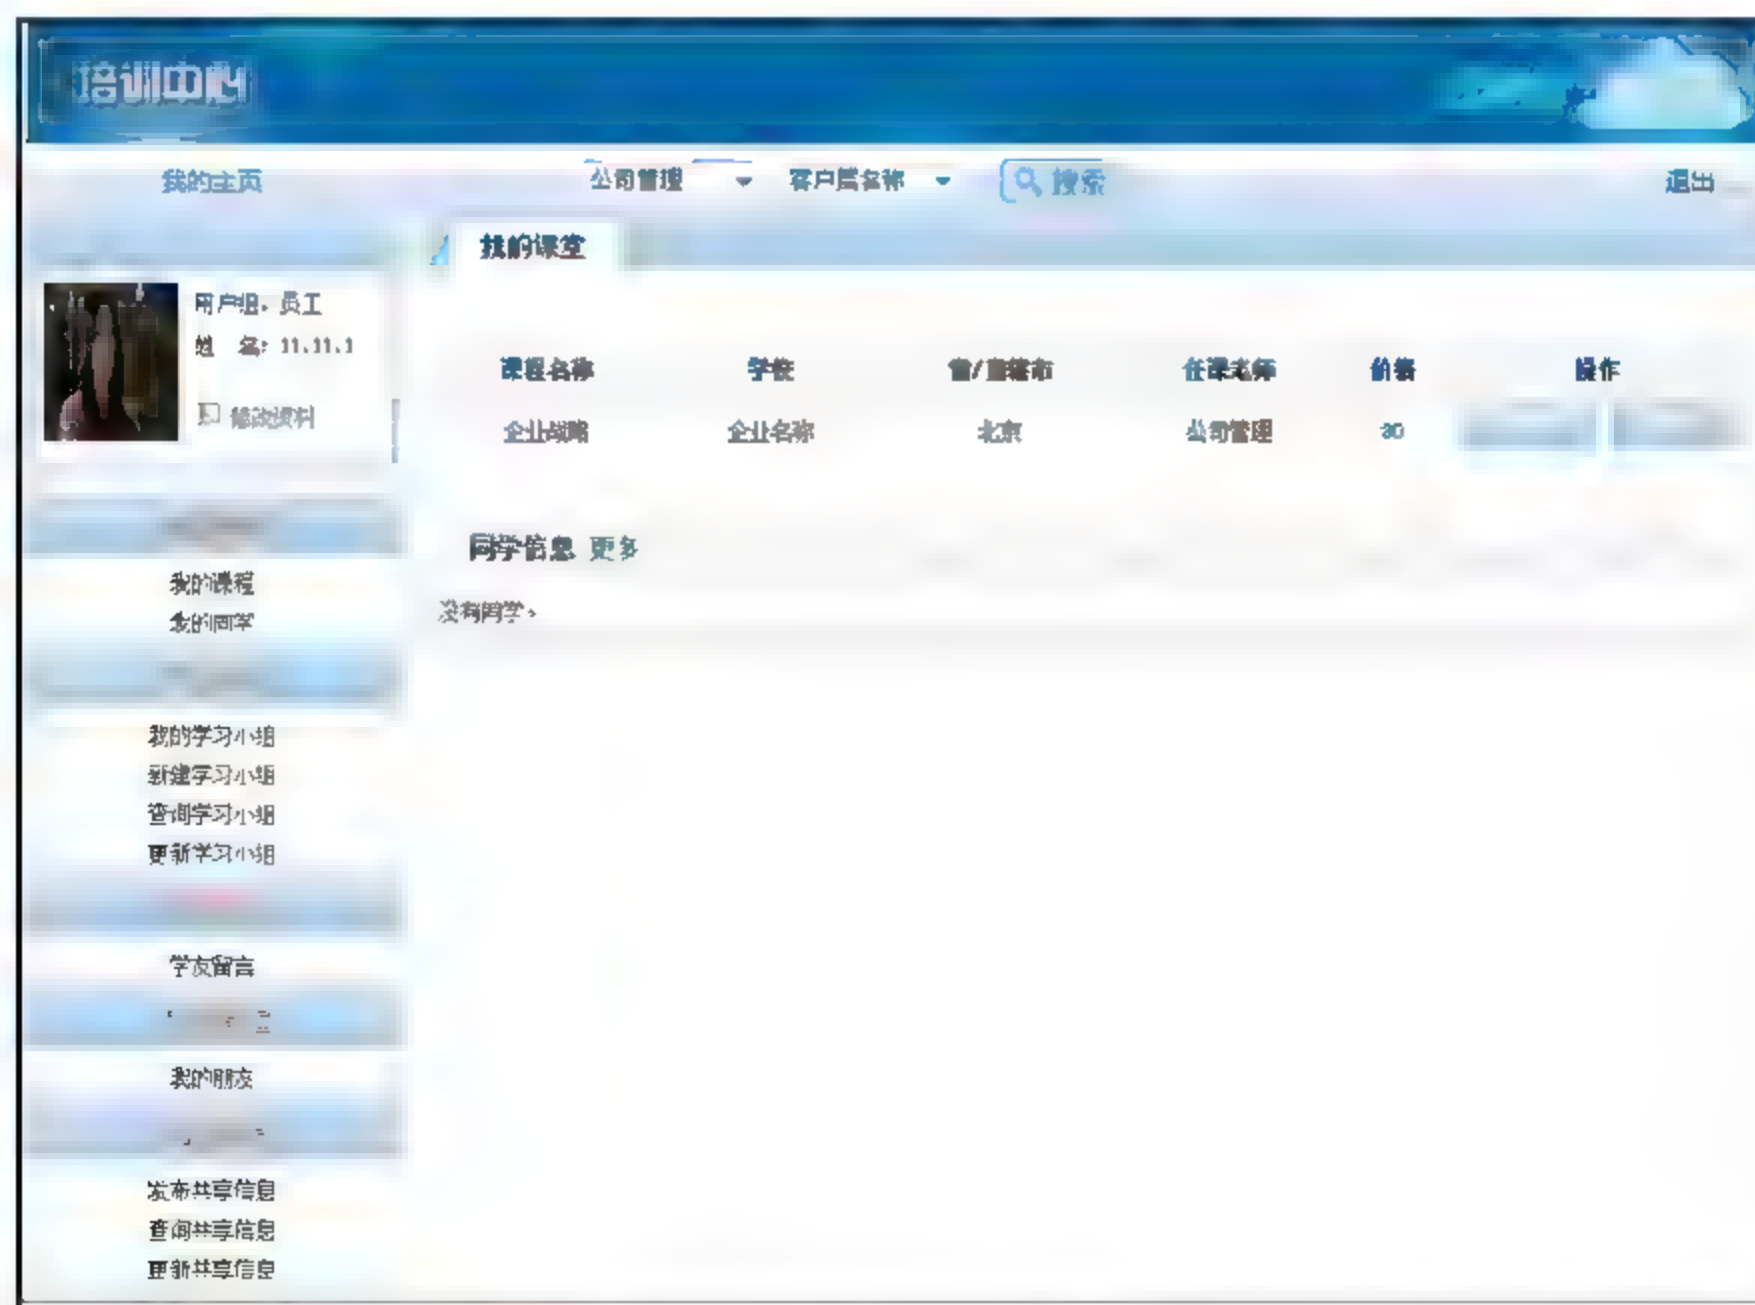 培训中心
我的主页 公司管理 客户属名称 搜索 退出
我的课堂
用户组: 员工
姓 名: 11.11.1
修改资料
课程名称 学校 省/直辖市 任课老师 价格 操作
企业战略 企业名称 北京 公司管理 30
同学信息 更多
没有同学。
我的课程
我的同学
我的学习小组
新建学习小组
查询学习小组
更新学习小组
学友留言
我的朋友
发布共享信息
查询共享信息
更新共享信息